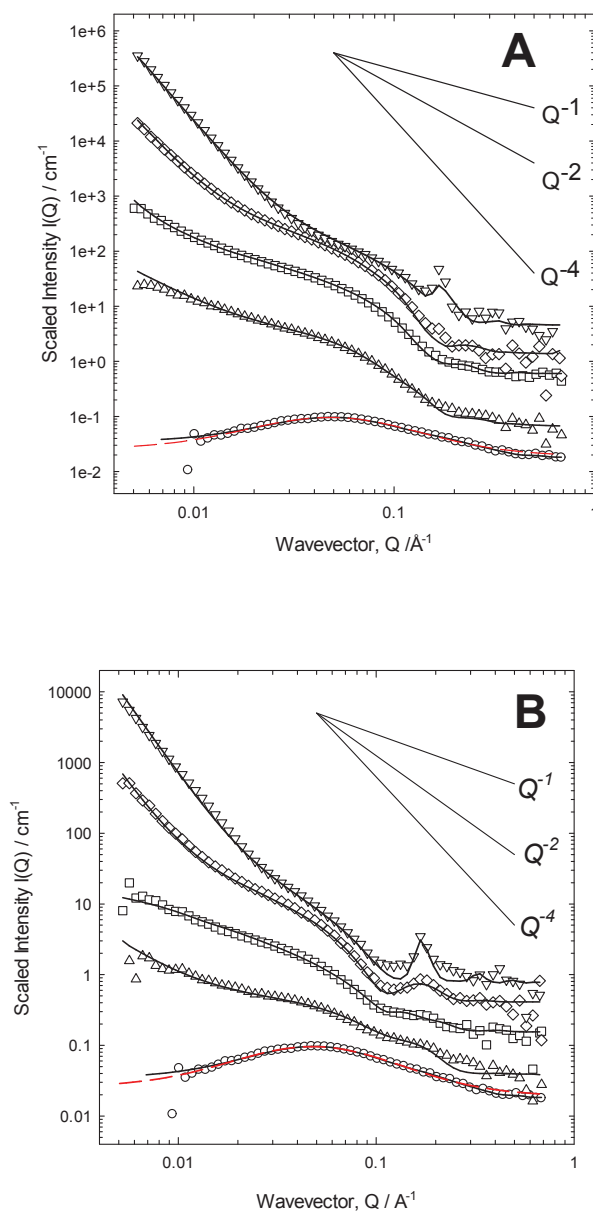 A
1e+6
1e+5
1e+4
1e+3
1e+2
1e+1
1e+0
1e-1
1e-2
Q-1
Q-2
Q-4
Scaled Intensity I(Q) / cm-1
0.01 0.1 1
Wavevector, Q /Å-1
B
10000
1000
100
10
1
0.1
0.01
Q-1
Q-2
Q-4
Scaled Intensity I(Q) / cm-1
0.01 0.1 1
Wavevector, Q / A-1